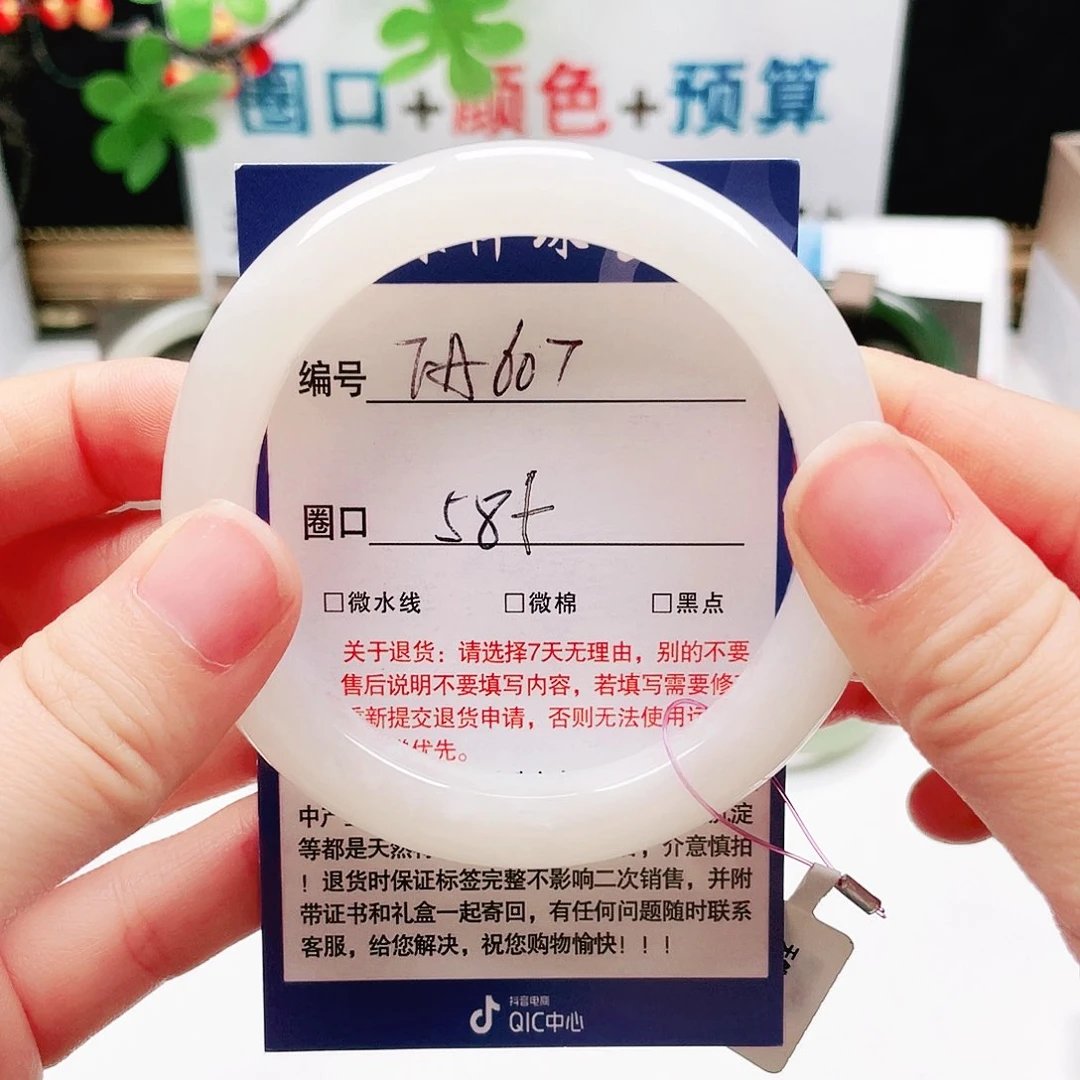 圈口+颜色+预算
编号 7A607
圈口 58+
□微水线 □微棉 □黑点
关于退货：请选择7天无理由，别的不要
售后说明不要填写内容，若填写需要修
新提交退货申请，否则无法使用
优先。
中产
淀
等都是天然
，介意慎拍
！退货时保证标签完整不影响二次销售，并附
带证书和礼盒一起寄回，有任何问题随时联系
客服，给您解决，祝您购物愉快！！！
抖音电商
QIC中心